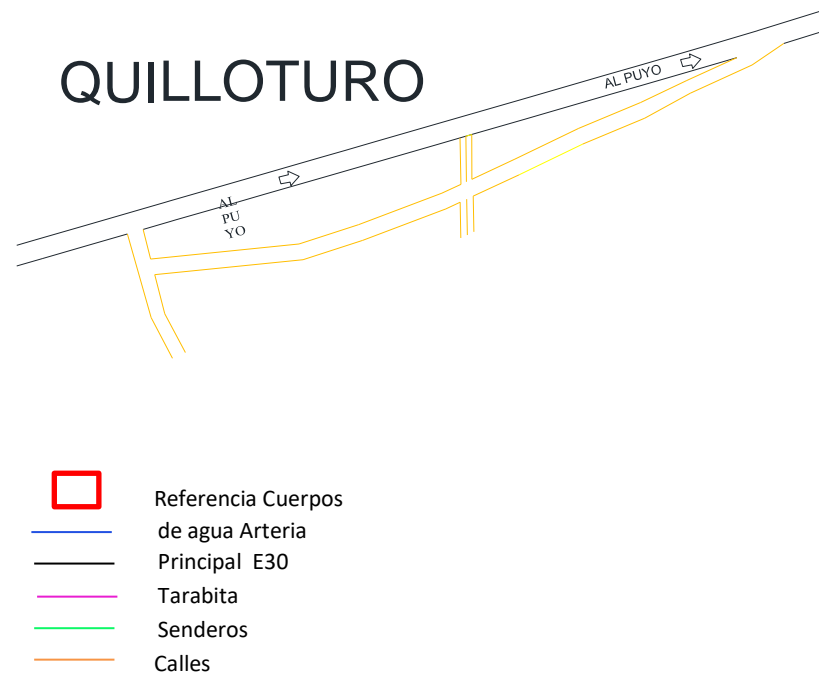 QUILLOTURO
AL PUYO
AL
PU
YO
Referencia Cuerpos
de agua Arteria
Principal E30
Tarabita
Senderos
Calles